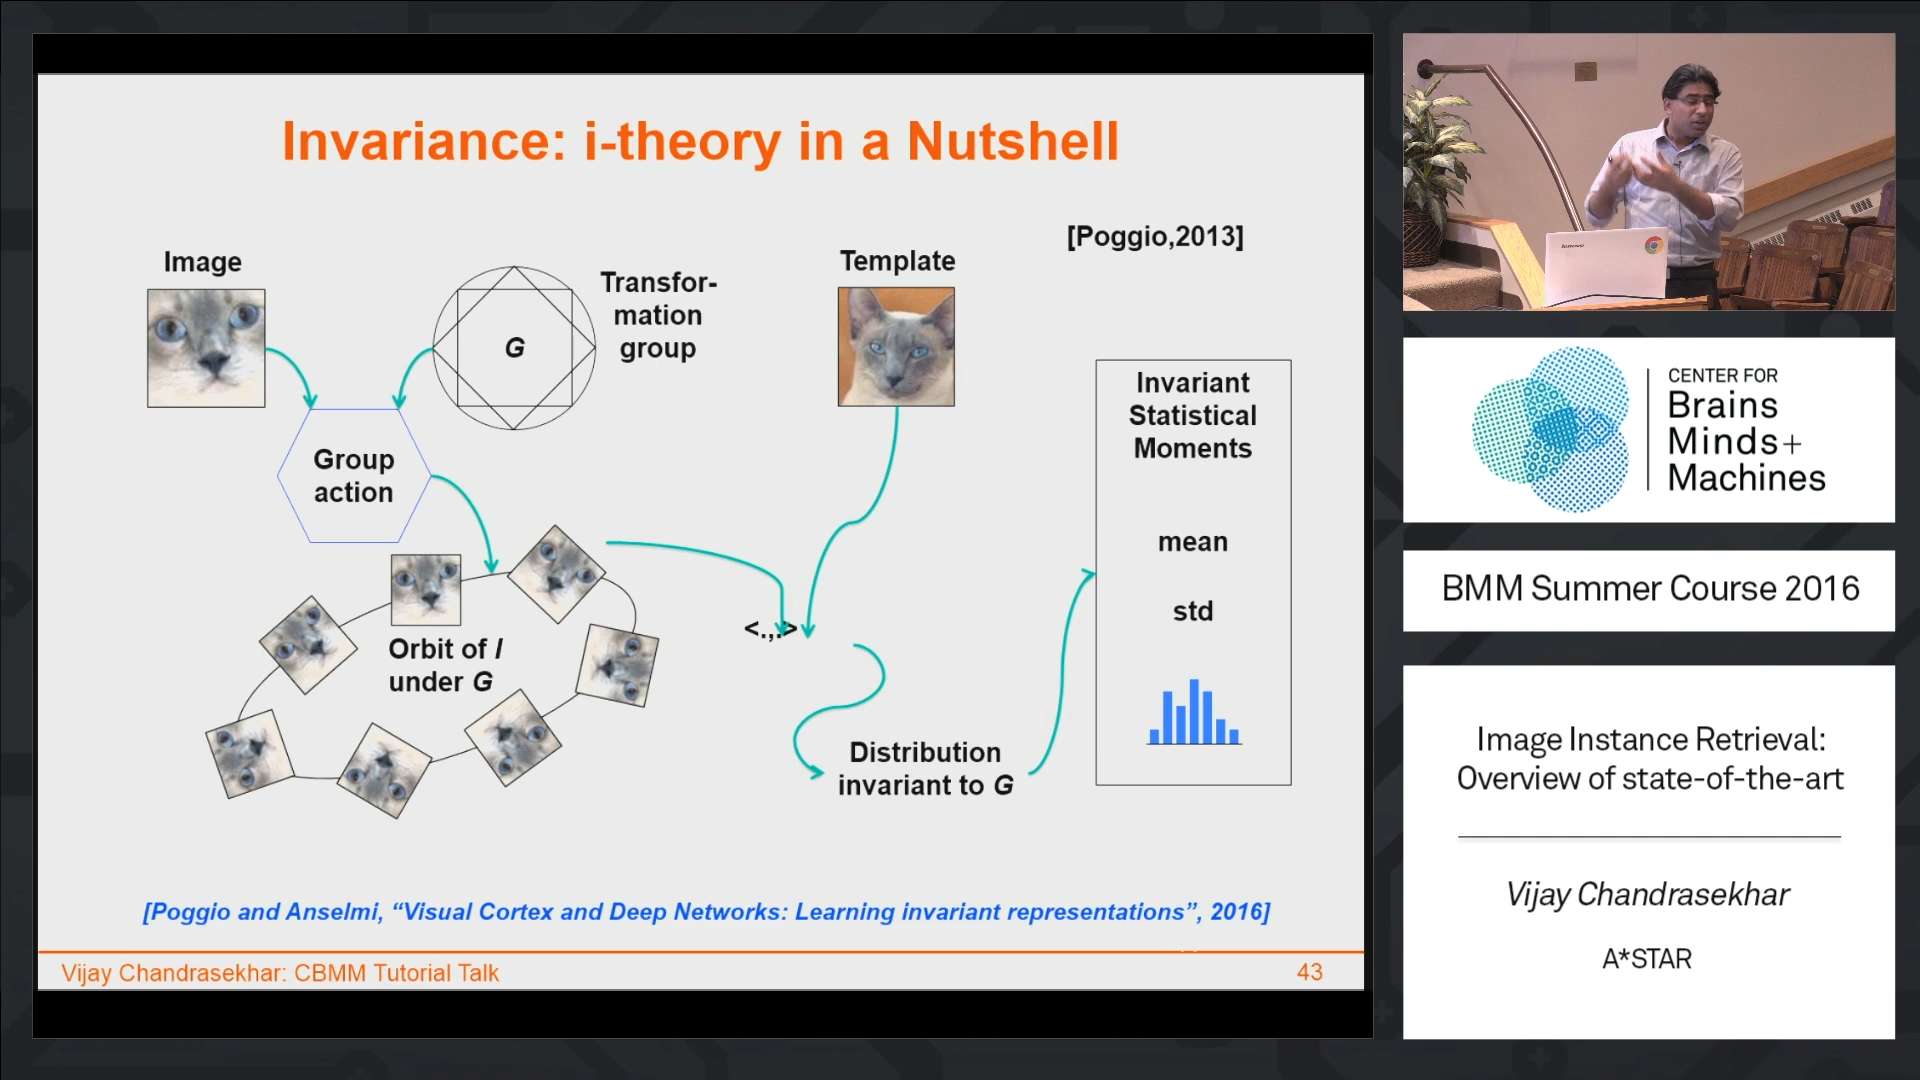 Invariance: i-theory in a Nutshell
[Poggio,2013]
Image
Transfor-
mation
group
G
Template
Group
action
Orbit of I
under G
<.,.>
Distribution
invariant to G
Invariant
Statistical
Moments
mean
std
[Poggio and Anselmi, “Visual Cortex and Deep Networks: Learning invariant representations”, 2016]
Vijay Chandrasekhar: CBMM Tutorial Talk
43
lenovo
CENTER FOR
Brains
Minds+
Machines
BMM Summer Course 2016
Image Instance Retrieval:
Overview of state-of-the-art
Vijay Chandrasekhar
A*STAR